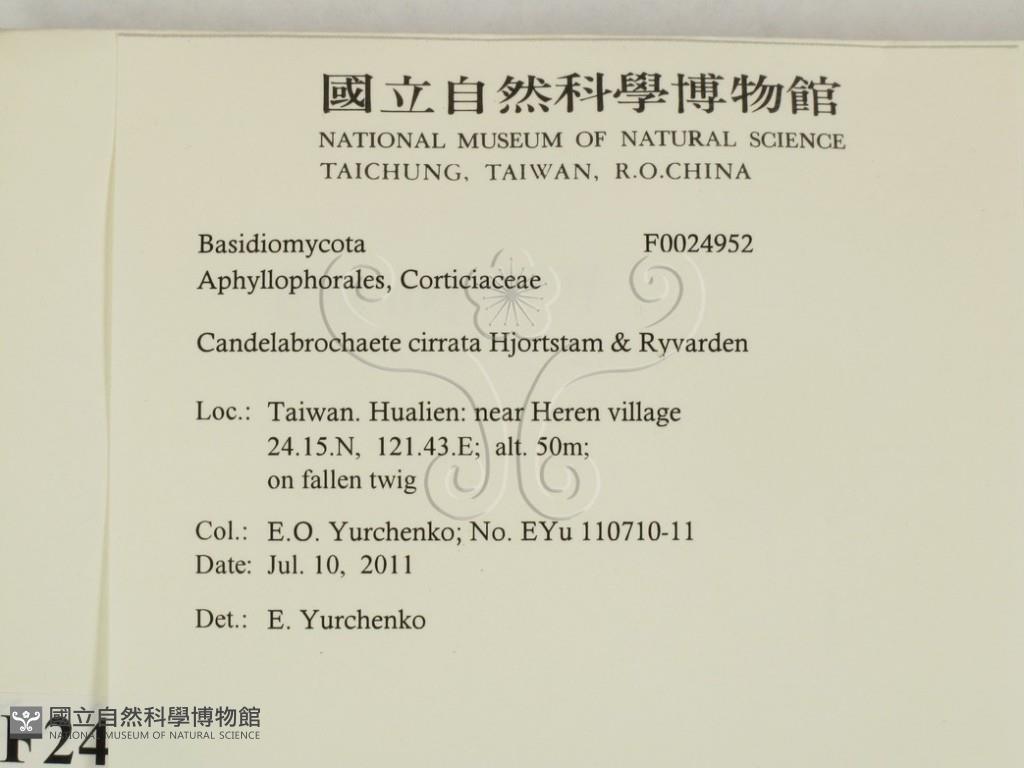 國立自然科學博物館
NATIONAL MUSEUM OF NATURAL SCIENCE
TAICHUNG, TAIWAN, R.O.CHINA
Basidiomycota F0024952
Aphyllophorales, Corticiaceae
Candelabrochaete cirrata Hjortstam & Ryvarden
Loc.: Taiwan. Hualien: near Heren village
24.15.N, 121.43.E; alt. 50m;
on fallen twig
Col.: E.O. Yurchenko; No. EYu 110710-11
Date: Jul. 10, 2011
Det.: E. Yurchenko
國立自然科學博物館
NATIONAL MUSEUM OF NATURAL SCIENCE
F24